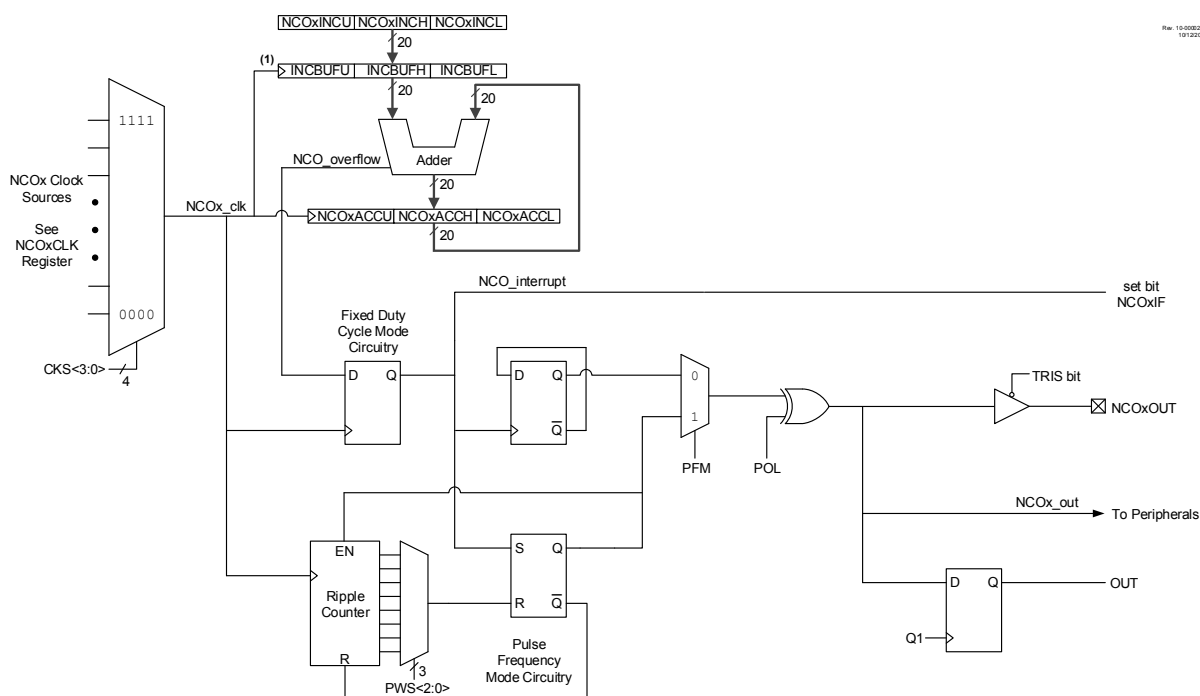 NCOxINCU NCOxINCH NCOxINCL
20
(1)
INCBUFU INCBUFH INCBUFL
20
20
1111
NCO_overflow
Adder
20
NCOx Clock
Sources
NCOx_clk
NCOxACCU NCOxACCH NCOxACCL
20
See
NCOxCLK
Register
NCO_interrupt
set bit
NCOxIF
0000
Fixed Duty
Cycle Mode
Circuitry
CKS<3:0>
4
D Q
D Q
Q
0
1
PFM
POL
TRIS bit
NCOxOUT
NCOx_out
To Peripherals
EN
Ripple
Counter
R
3
PWS<2:0>
S Q
R Q
Pulse
Frequency
Mode Circuitry
D Q
OUT
Q1